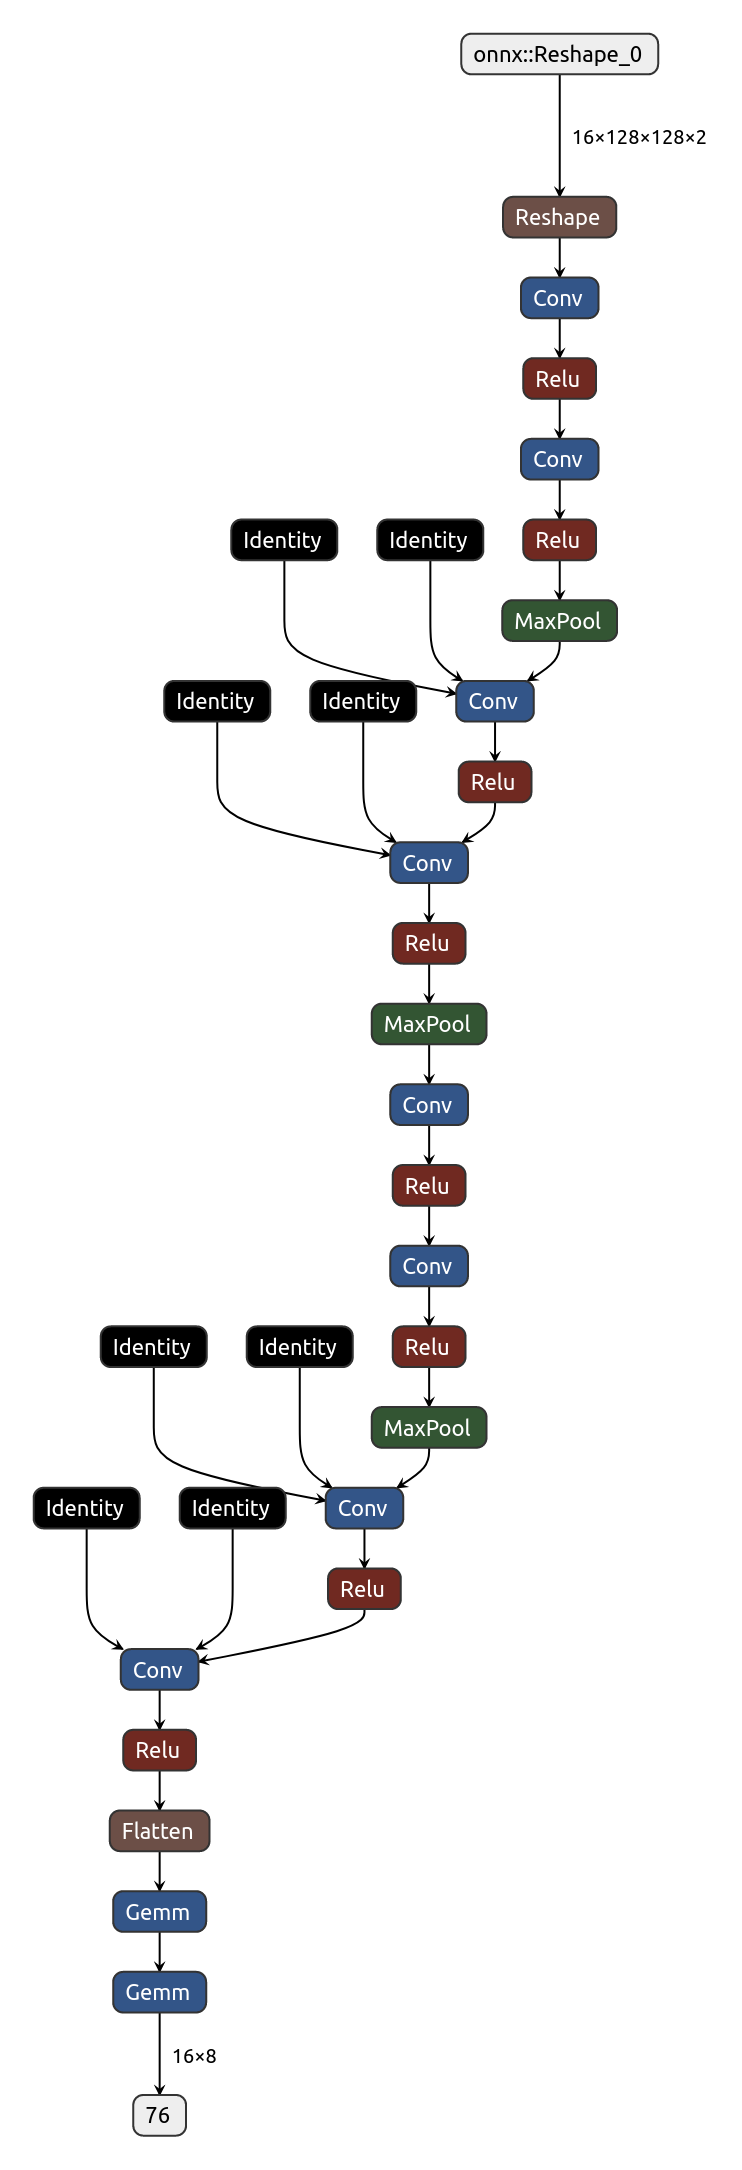 onnx::Reshape_0
16×128×128×2
Reshape
Conv
Relu
Conv
Identity Identity Relu
MaxPool
Identity Identity Conv
Relu
Conv
Relu
MaxPool
Conv
Relu
Conv
Identity Identity Relu
MaxPool
Identity Identity Conv
Relu
Conv
Relu
Flatten
Gemm
Gemm
16×8
76